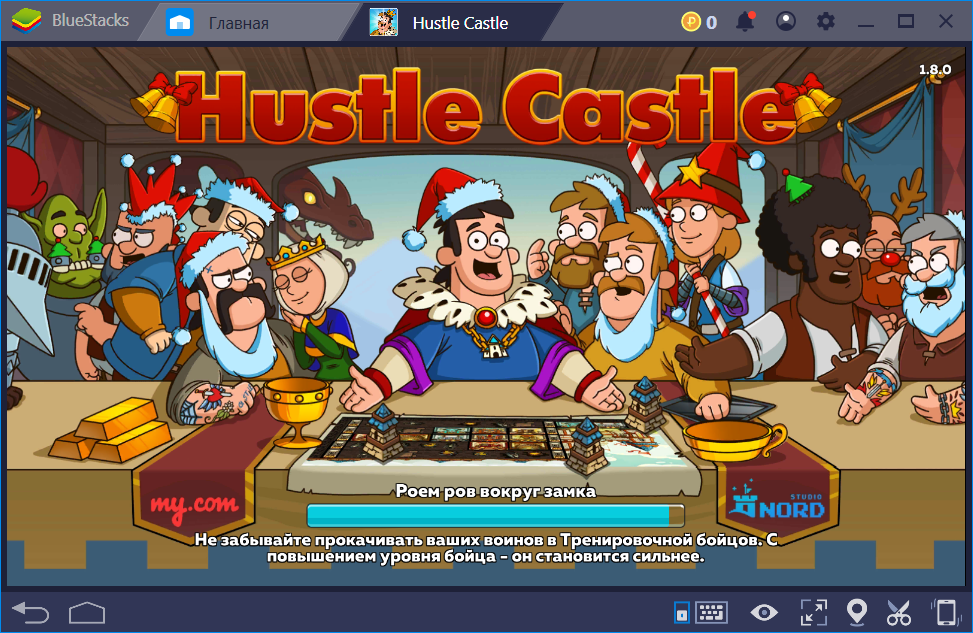 BlueStacks
Главная
Hustle Castle
0
Hustle Castle
1.8.0
my.com
STUDIO
NORD
Роем ров вокруг замка
Не забывайте прокачивать ваших воинов в Тренировочной бойцов. С
повышением уровня бойца - он становится сильнее.